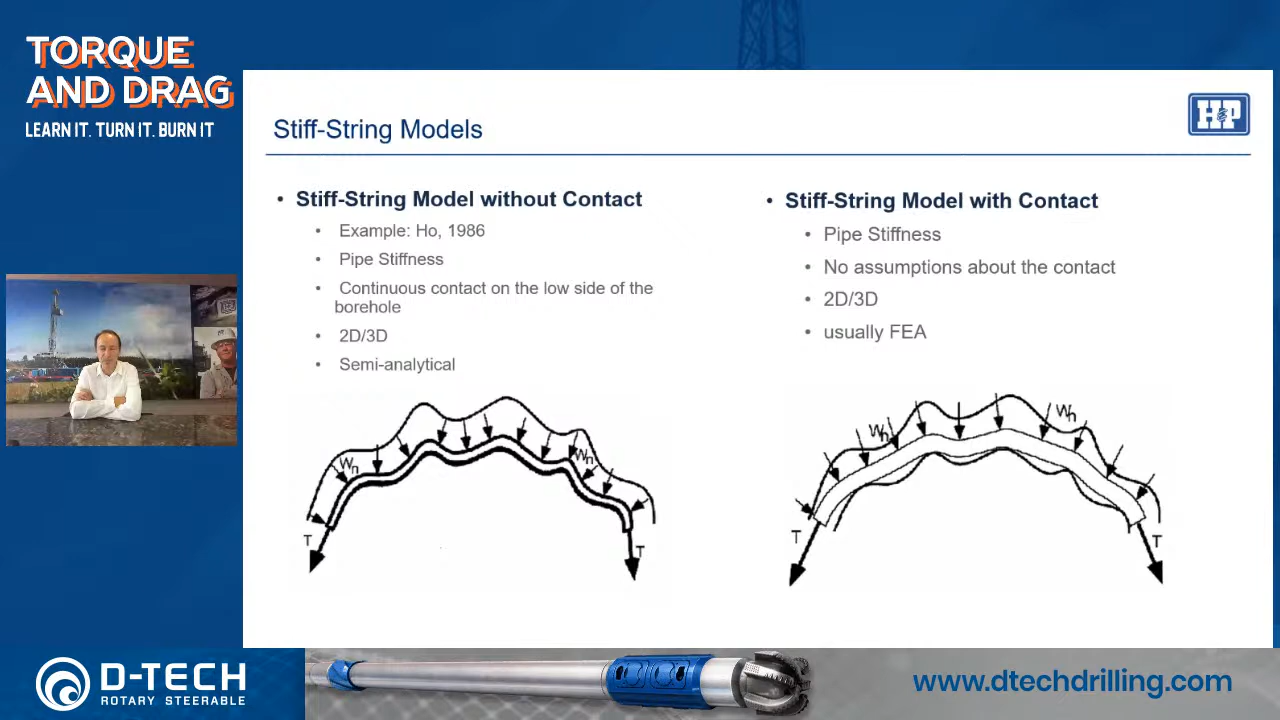 TORQUE
AND DRAG
LEARN IT. TURN IT. BURN IT
Stiff-String Models
H&P
• Stiff-String Model without Contact
• Example: Ho, 1986
• Pipe Stiffness
• Continuous contact on the low side of the
borehole
• 2D/3D
• Semi-analytical
Wn
Wn
T
T
• Stiff-String Model with Contact
• Pipe Stiffness
• No assumptions about the contact
• 2D/3D
• usually FEA
Wn
Wn
T
T
D-TECH
ROTARY STEERABLE
www.dtechdrilling.com